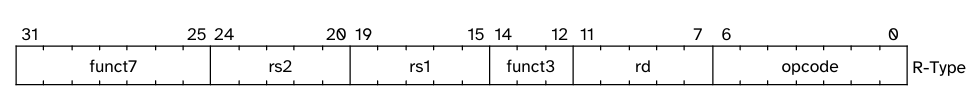 31 25 24 20 19 15 14 12 11 7 6 0
funct7 rs2 rs1 funct3 rd opcode R-Type